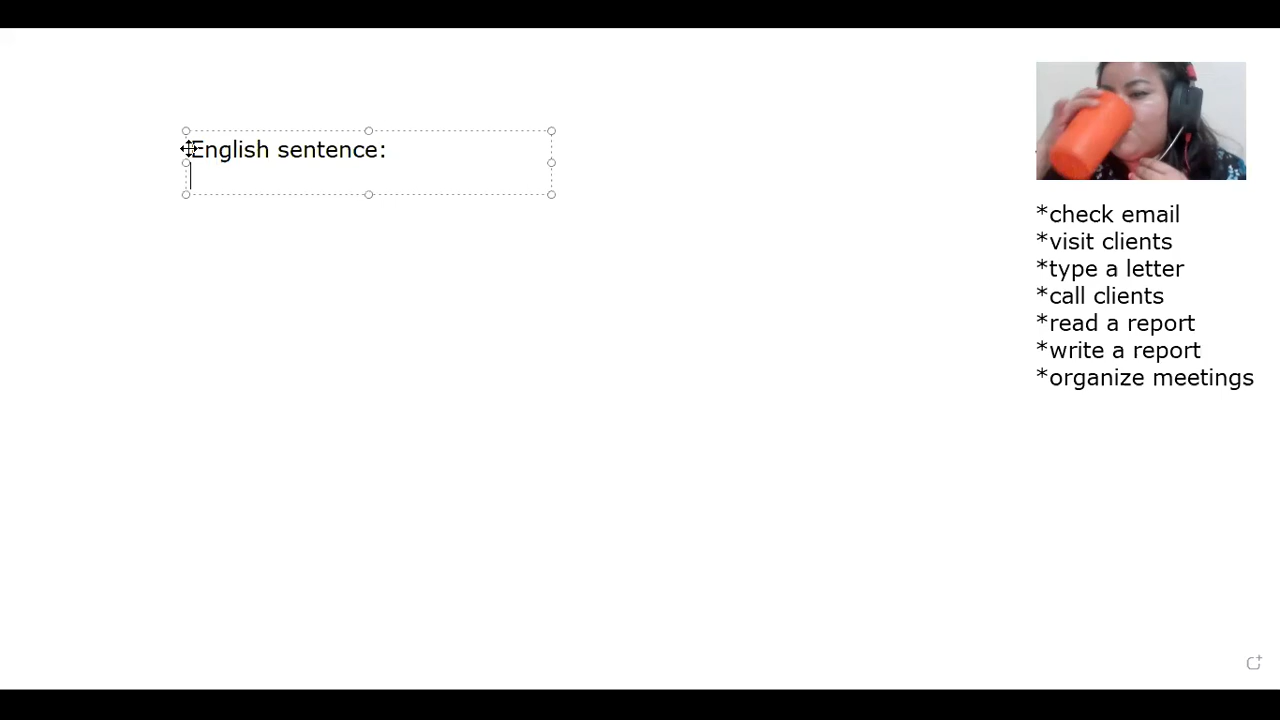 English sentence:
*check email
*visit clients
*type a letter
*call clients
*read a report
*write a report
*organize meetings